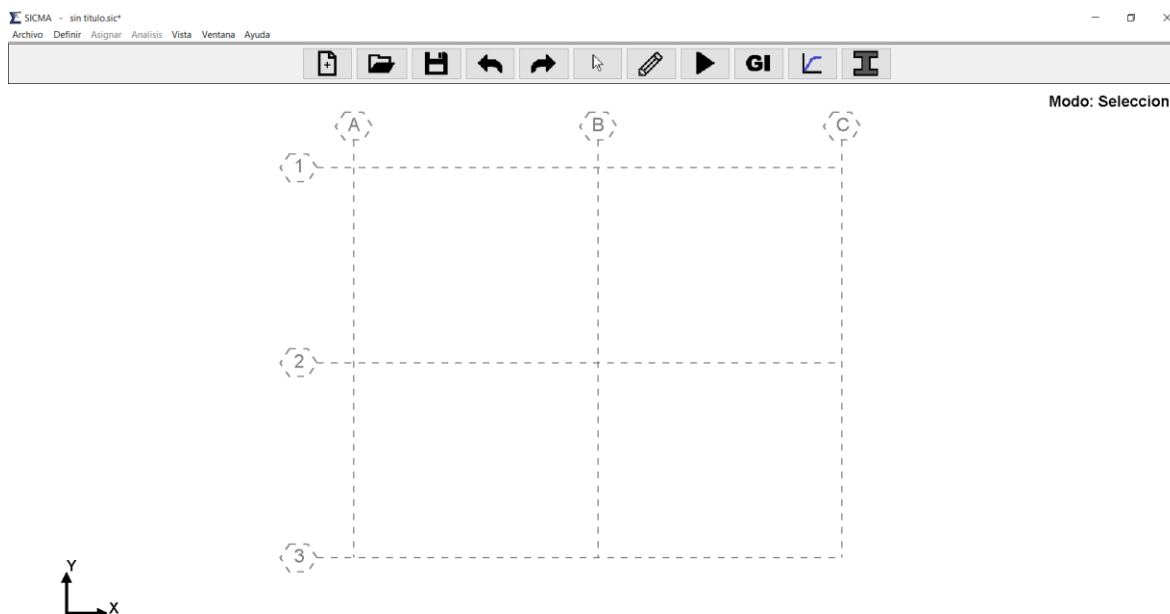 SICMA - sin titulo.sic*
Archivo Definir Asignar Analisis Vista Ventana Ayuda
GI
Modo: Seleccion
A B C
1
2
3
Y
X